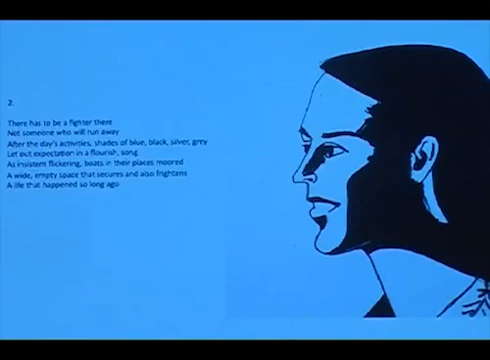 2.
There has to be a fighter there
Not someone who will run away
After the day's activities, shades of blue, black, silver, grey
Let out expectation in a flourish, song
As insistent flickering, boats in their places moored
A wide, empty space that secures and also frightens
A life that happened so long ago